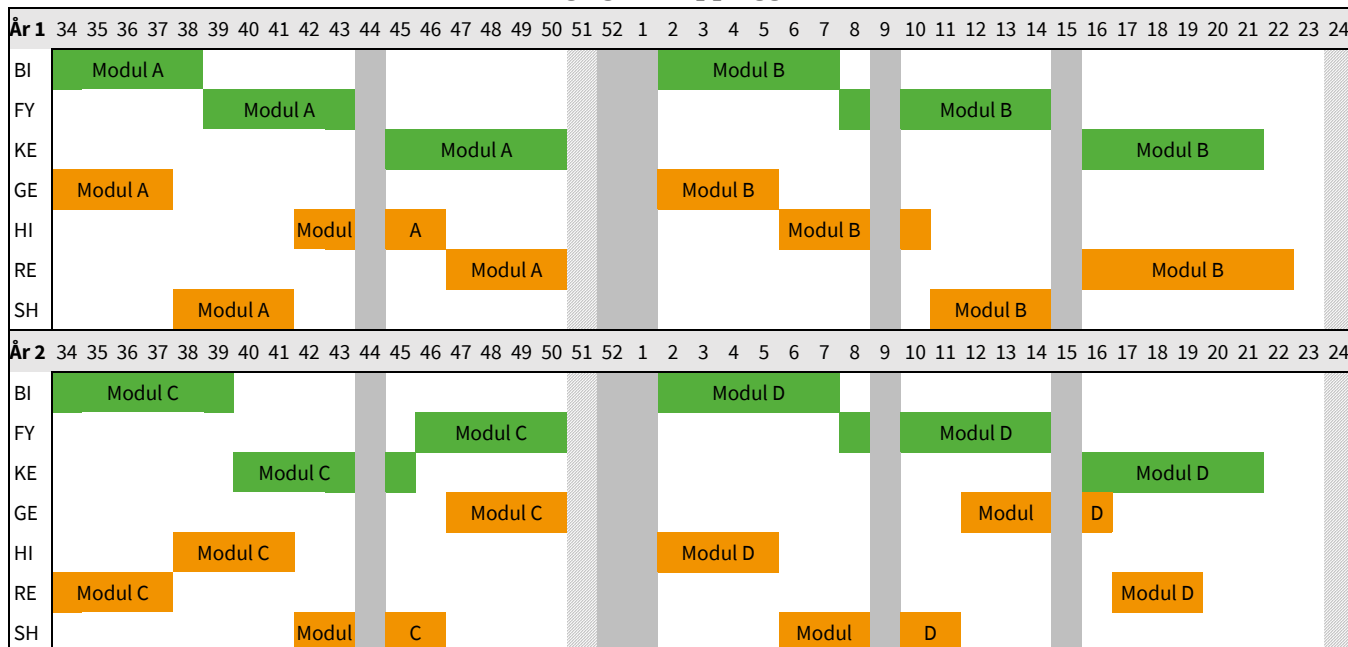 År 1 34 35 36 37 38 39 40 41 42 43 44 45 46 47 48 49 50 51 52 1 2 3 4 5 6 7 8 9 10 11 12 13 14 15 16 17 18 19 20 21 22 23 24
BI Modul A Modul B
FY Modul A Modul B
KE Modul A Modul B
GE Modul A Modul B
HI Modul A Modul B
RE Modul A Modul B
SH Modul A Modul B
År 2 34 35 36 37 38 39 40 41 42 43 44 45 46 47 48 49 50 51 52 1 2 3 4 5 6 7 8 9 10 11 12 13 14 15 16 17 18 19 20 21 22 23 24
BI Modul C Modul D
FY Modul C Modul D
KE Modul C Modul D
GE Modul C Modul D
HI Modul C Modul D
RE Modul C Modul D
SH Modul C Modul D